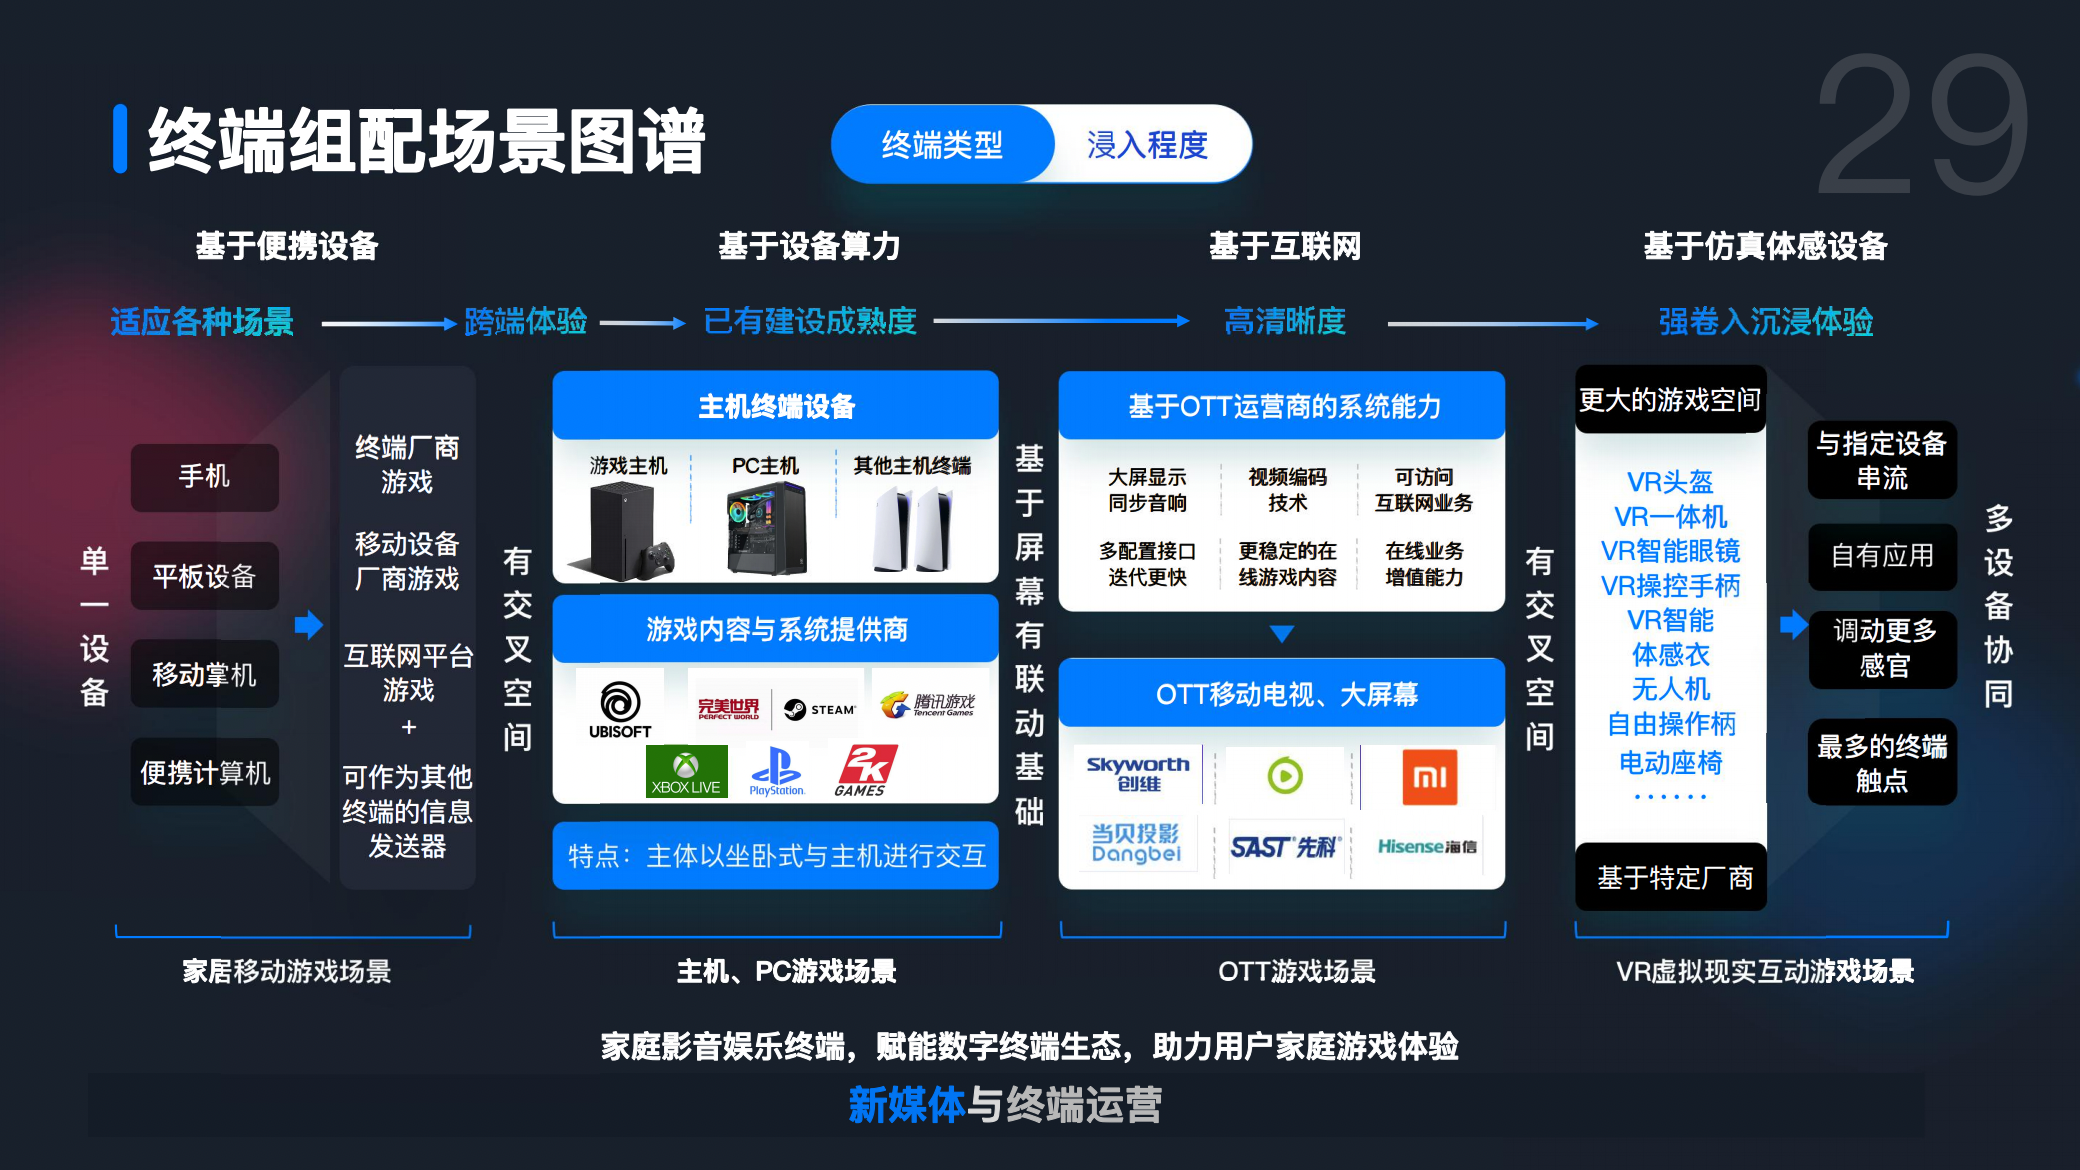 29
终端组配场景图谱
终端类型
浸入程度
基于便携设备
基于设备算力
基于互联网
基于仿真体感设备
适应各种场景
跨端体验
已有建设成熟度
高清晰度
强卷入沉浸体验
单一设备
手机
平板设备
移动掌机
便携计算机
终端厂商
游戏
移动设备
厂商游戏
互联网平台
游戏
+
可作为其他
终端的信息
发送器
有交叉空间
主机终端设备
游戏主机
PC主机
其他主机终端
游戏内容与系统提供商
UBISOFT
完美世界
PERFECT WORLD
STEAM
腾讯游戏
Tencent Games
XBOX LIVE
PlayStation
2K
GAMES
特点：主体以坐卧式与主机进行交互
基于屏幕有联动基础
基于OTT运营商的系统能力
大屏显示
同步音响
视频编码
技术
可访问
互联网业务
多配置接口
迭代更快
更稳定的在
线游戏内容
在线业务
增值能力
OTT移动电视、大屏幕
Skyworth
创维
mi
当贝投影
Dangbei
SAST®先科®
Hisense海信
有交叉空间
更大的游戏空间
VR头盔
VR一体机
VR智能眼镜
VR操控手柄
VR智能
体感衣
无人机
自由操作柄
电动座椅
······
基于特定厂商
与指定设备
串流
自有应用
调动更多
感官
最多的终端
触点
多设备协同
家居移动游戏场景
主机、PC游戏场景
OTT游戏场景
VR虚拟现实互动游戏场景
家庭影音娱乐终端，赋能数字终端生态，助力用户家庭游戏体验
新媒体与终端运营